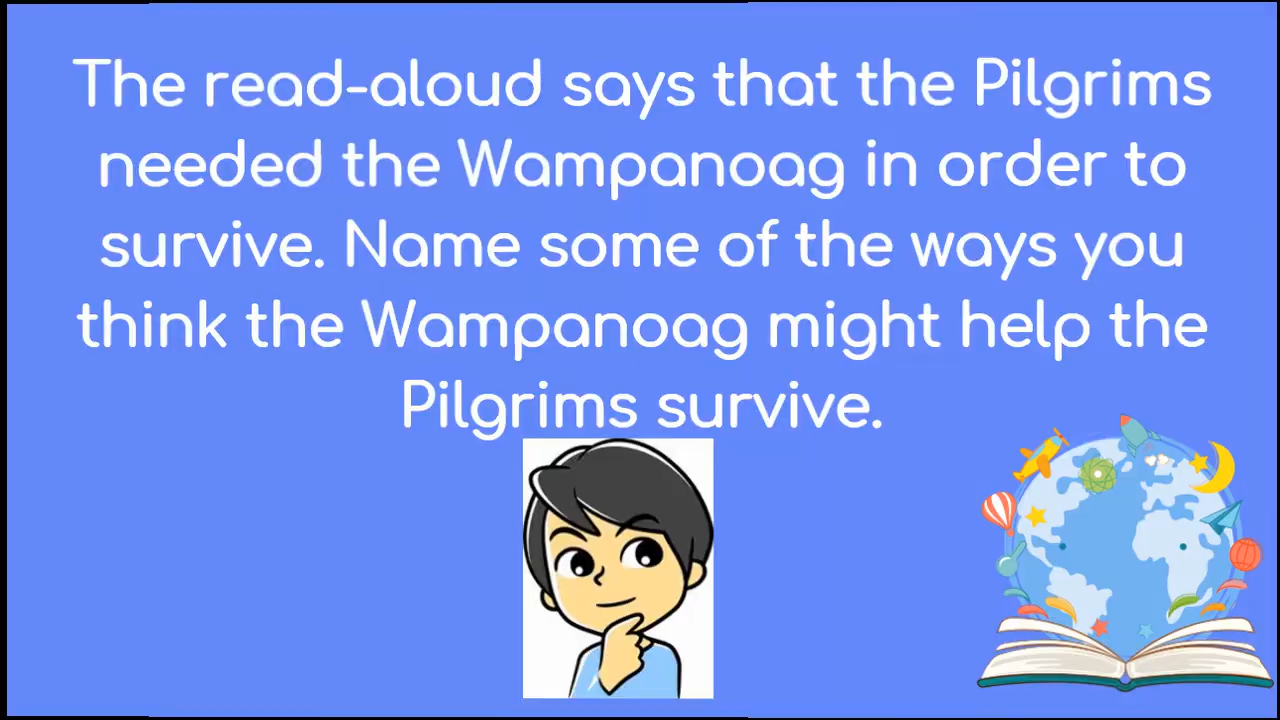 The read-aloud says that the Pilgrims
needed the Wampanoag in order to
survive. Name some of the ways you
think the Wampanoag might help the
Pilgrims survive.